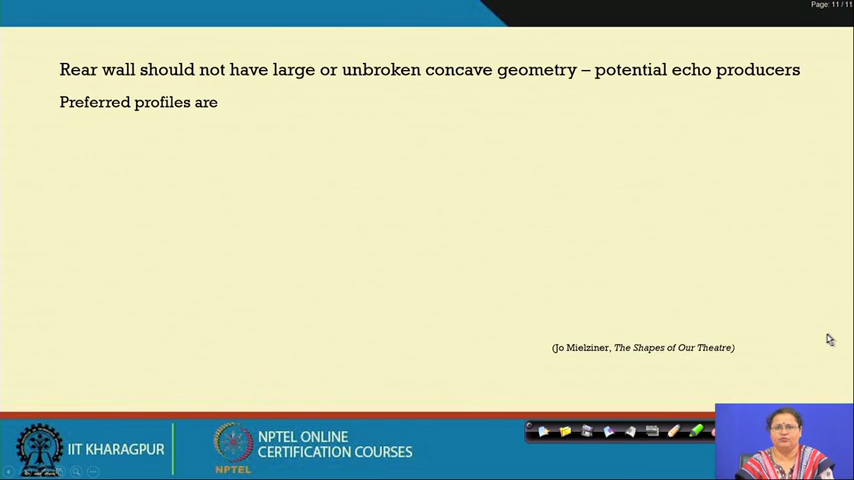 Page: 11 / 11
Rear wall should not have large or unbroken concave geometry – potential echo producers
Preferred profiles are
(Jo Mielziner, The Shapes of Our Theatre)
IIT KHARAGPUR
NPTEL
NPTEL ONLINE
CERTIFICATION COURSES